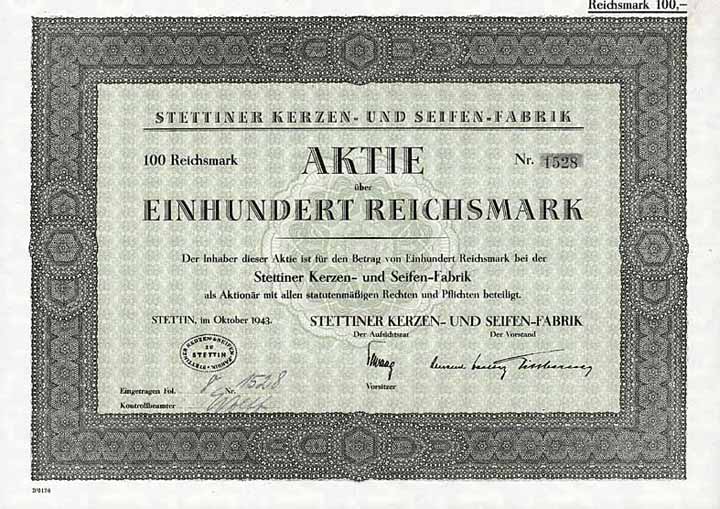 Reichsmark 100,–
STETTINER KERZEN- UND SEIFEN-FABRIK
100 Reichsmark AKTIE Nr. 1528
über
EINHUNDERT REICHSMARK
Der Inhaber dieser Aktie ist für den Betrag von Einhundert Reichsmark bei der
Stettiner Kerzen- und Seifen-Fabrik
als Aktionär mit allen statutenmäßigen Rechten und Pflichten beteiligt.
STETTIN, im Oktober 1943. STETTINER KERZEN- UND SEIFEN-FABRIK
Der Aufsichtsrat Der Vorstand
STETTIN
Vorsitzer
Eingetragen Fol. 8 Nr. 1528
Kontrollbeamter